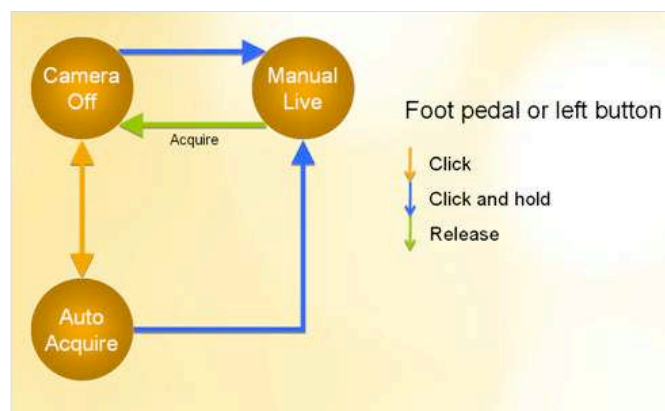 Camera
Off
Manual
Live
Acquire
Auto
Acquire
Foot pedal or left button
Click
Click and hold
Release